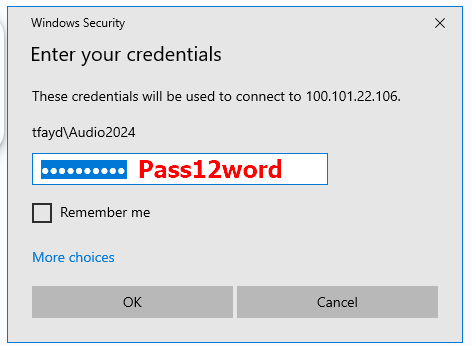 Windows Security
Enter your credentials
These credentials will be used to connect to 100.101.22.106.
tfayd\Audio2024
•••••••••• Pass12word
Remember me
More choices
OK
Cancel